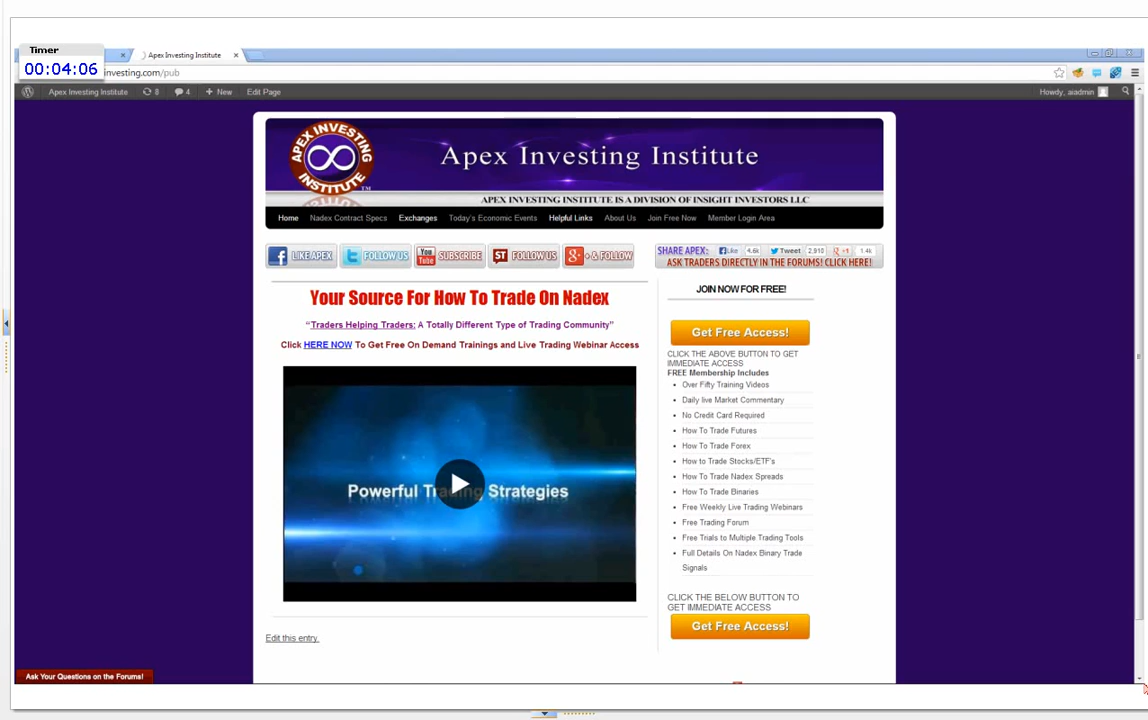 Timer
00:04:06
Apex Investing Institute
investing.com/pub
Apex Investing Institute
8
4
+ New
Edit Page
Howdy, aiadmin
APEX INVESTING
INSTITUTE
TM
Apex Investing Institute
APEX INVESTING INSTITUTE IS A DIVISION OF INSIGHT INVESTORS LLC
Home
Nadex Contract Specs
Exchanges
Today's Economic Events
Helpful Links
About Us
Join Free Now
Member Login Area
LIKE APEX
FOLLOW US
You Tube SUBSCRIBE
ST FOLLOW US
+ & FOLLOW
SHARE APEX:
Like 4.6k
Tweet 2,910
+1 1.4k
ASK TRADERS DIRECTLY IN THE FORUMS! CLICK HERE!
Your Source For How To Trade On Nadex
"Traders Helping Traders: A Totally Different Type of Trading Community"
Click HERE NOW To Get Free On Demand Trainings and Live Trading Webinar Access
Powerful Trading Strategies
Edit this entry.
JOIN NOW FOR FREE!
Get Free Access!
CLICK THE ABOVE BUTTON TO GET
IMMEDIATE ACCESS
FREE Membership Includes
Over Fifty Training Videos
Daily live Market Commentary
No Credit Card Required
How To Trade Futures
How To Trade Forex
How to Trade Stocks/ETF's
How To Trade Nadex Spreads
How To Trade Binaries
Free Weekly Live Trading Webinars
Free Trading Forum
Free Trials to Multiple Trading Tools
Full Details On Nadex Binary Trade
Signals
CLICK THE BELOW BUTTON TO
GET IMMEDIATE ACCESS
Get Free Access!
Ask Your Questions on the Forums!